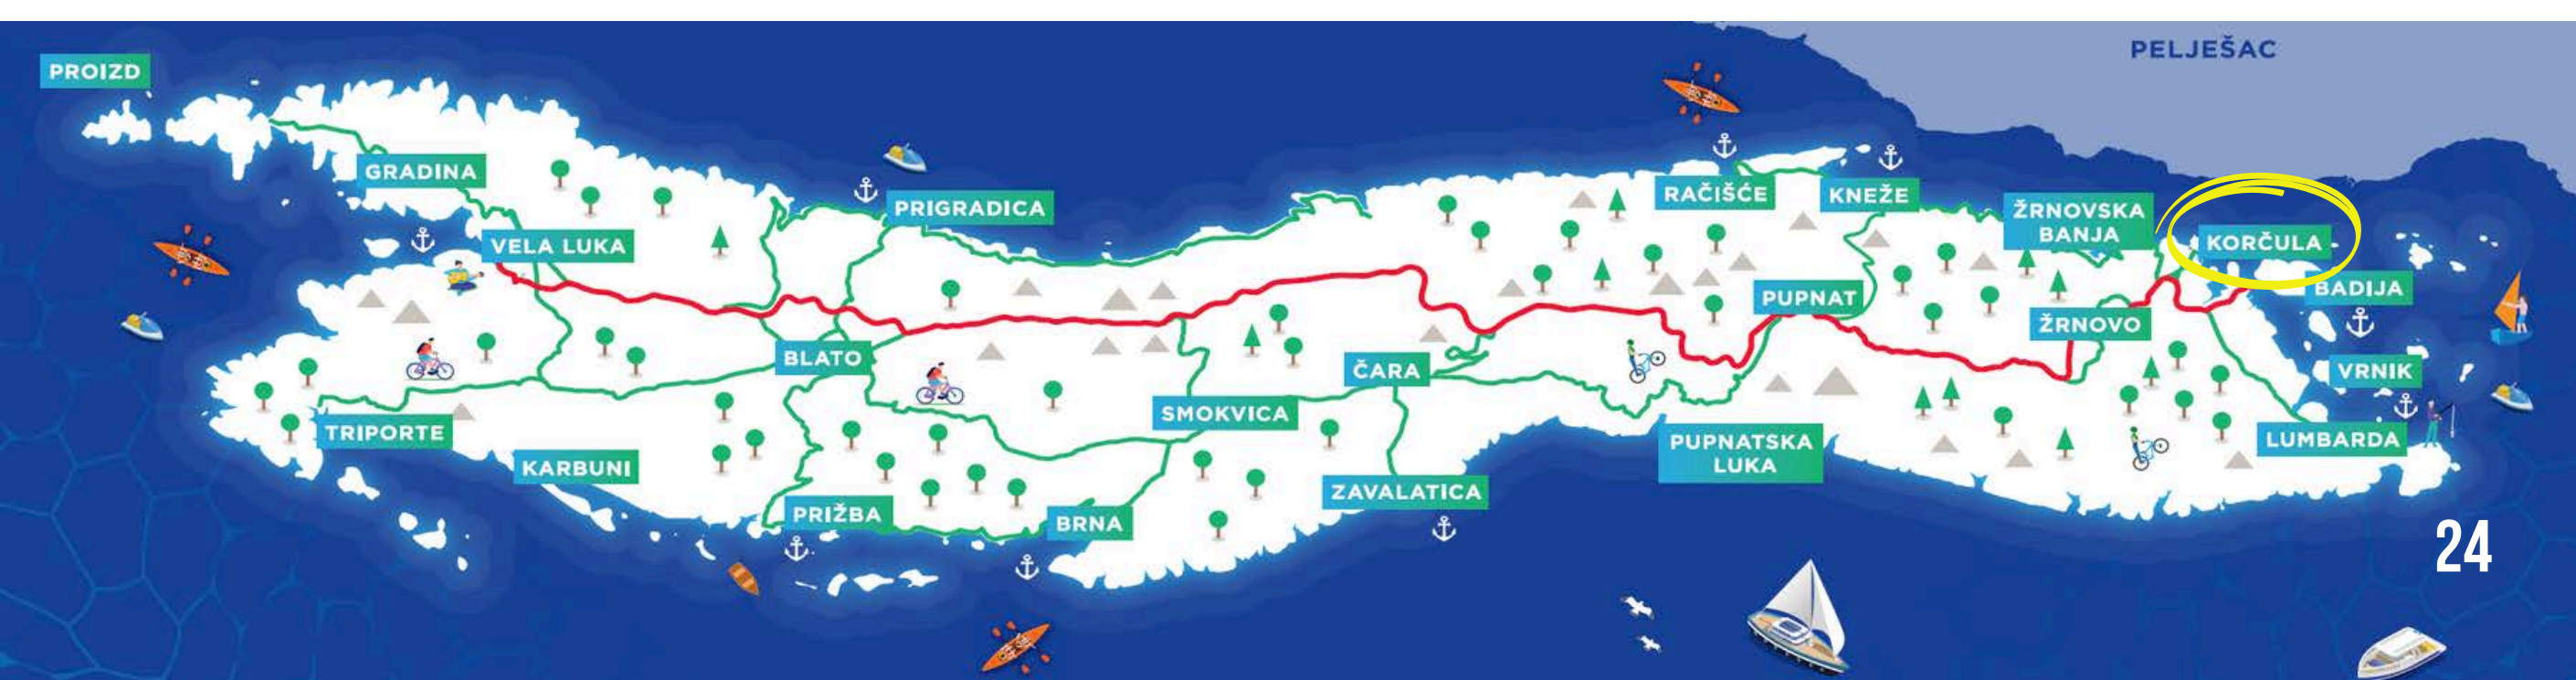 PELJEŠAC
PROIZD
GRADINA
RAČIŠĆE
KNEŽE
PRIGRADICA
ŽRNOVSKA
BANJA
VELA LUKA
KORČULA
BADIJA
PUPNAT
ŽRNOVO
BLATO
ČARA
VRNIK
SMOKVICA
TRIPORTE
LUMBARDA
PUPNATSKA
LUKA
KARBUNI
ZAVALATICA
PRIŽBA
BRNA
24